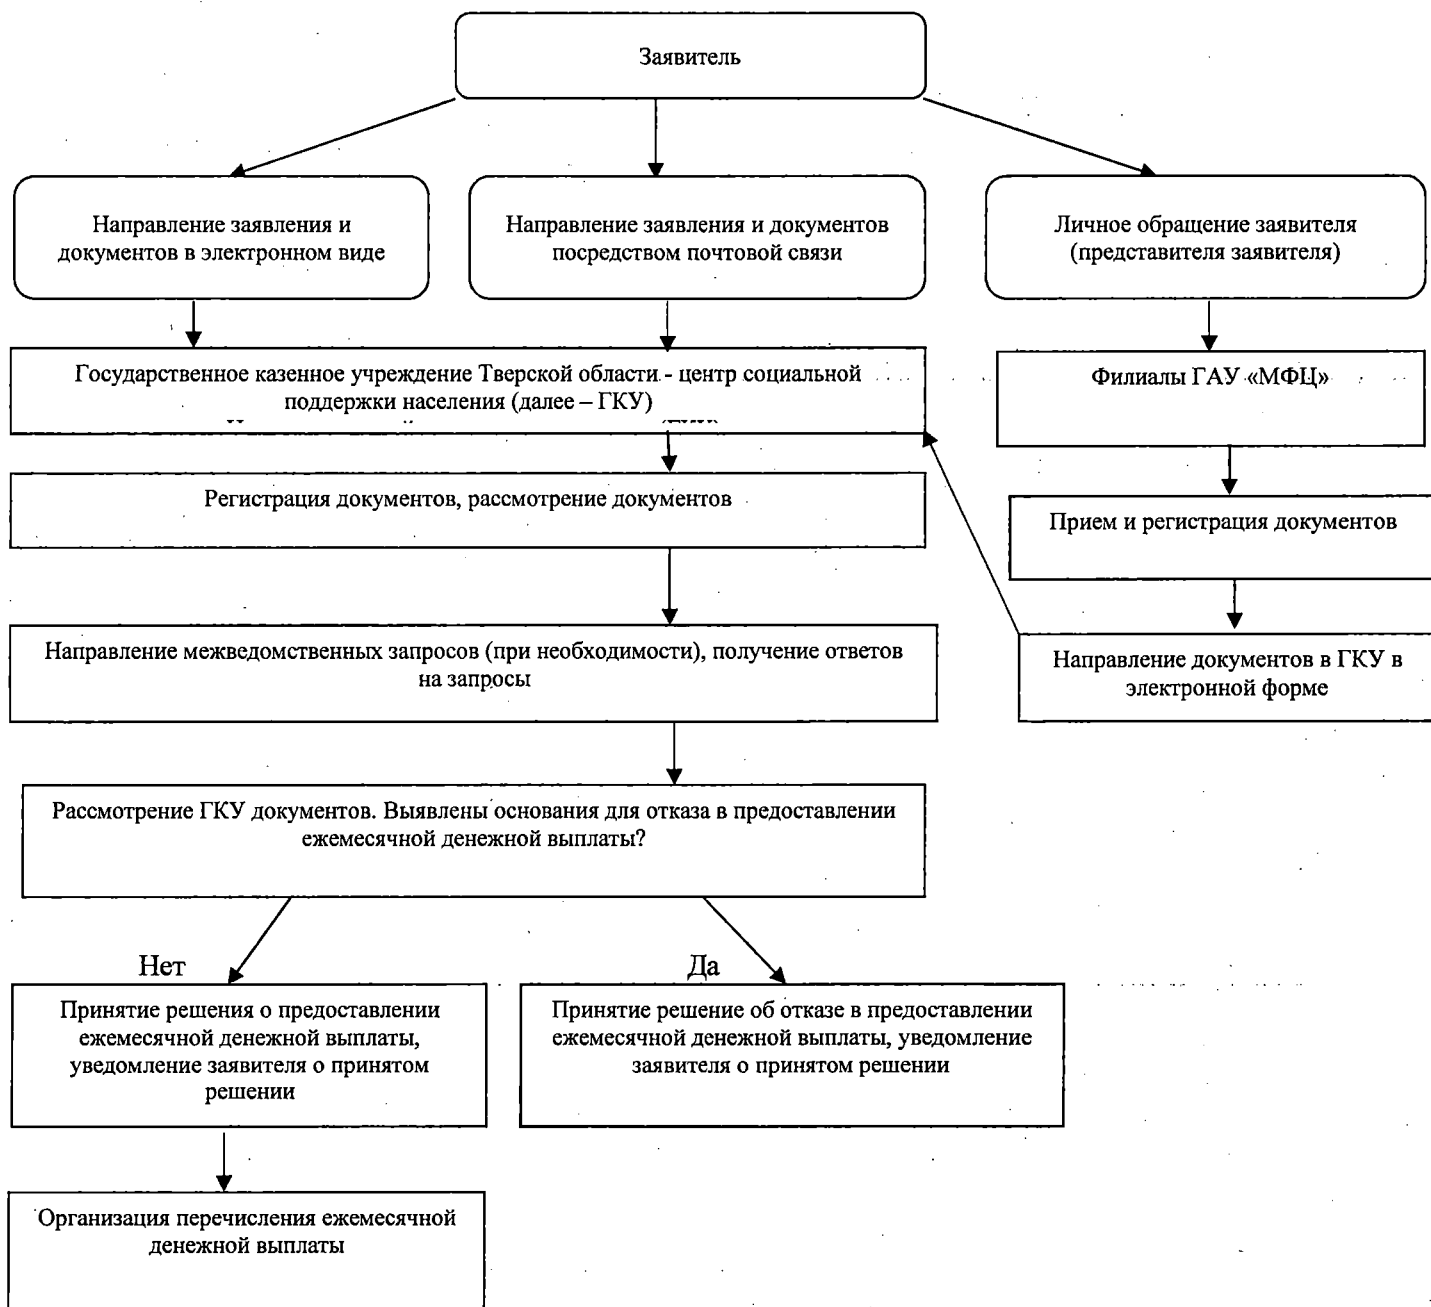 Заявитель
Направление заявления и
документов в электронном виде
Направление заявления и документов
посредством почтовой связи
Личное обращение заявителя
(представителя заявителя)
Государственное казенное учреждение Тверской области - центр социальной
поддержки населения (далее – ГКУ)
Филиалы ГАУ «МФЦ»
Регистрация документов, рассмотрение документов
Прием и регистрация документов
Направление межведомственных запросов (при необходимости), получение ответов
на запросы
Направление документов в ГКУ в
электронной форме
Рассмотрение ГКУ документов. Выявлены основания для отказа в предоставлении
ежемесячной денежной выплаты?
Нет
Да
Принятие решения о предоставлении
ежемесячной денежной выплаты,
уведомление заявителя о принятом
решении
Принятие решение об отказе в предоставлении
ежемесячной денежной выплаты, уведомление
заявителя о принятом решении
Организация перечисления ежемесячной
денежной выплаты